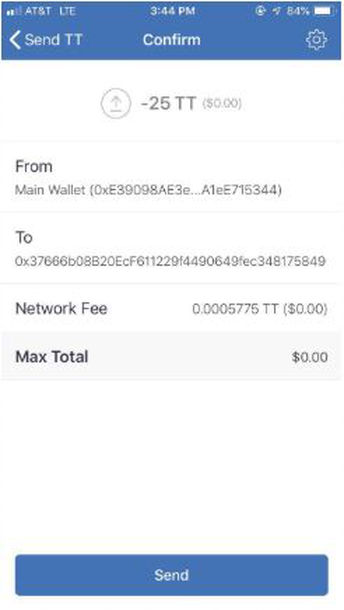 AT&T LTE 3:44 PM 84%
Send TT Confirm
-25 TT ($0.00)
From
Main Wallet (0xE39098AE3e...A1eE715344)
To
0x37666b08B20EcF611229f4490649fec348175849
Network Fee 0.0005775 TT ($0.00)
Max Total $0.00
Send